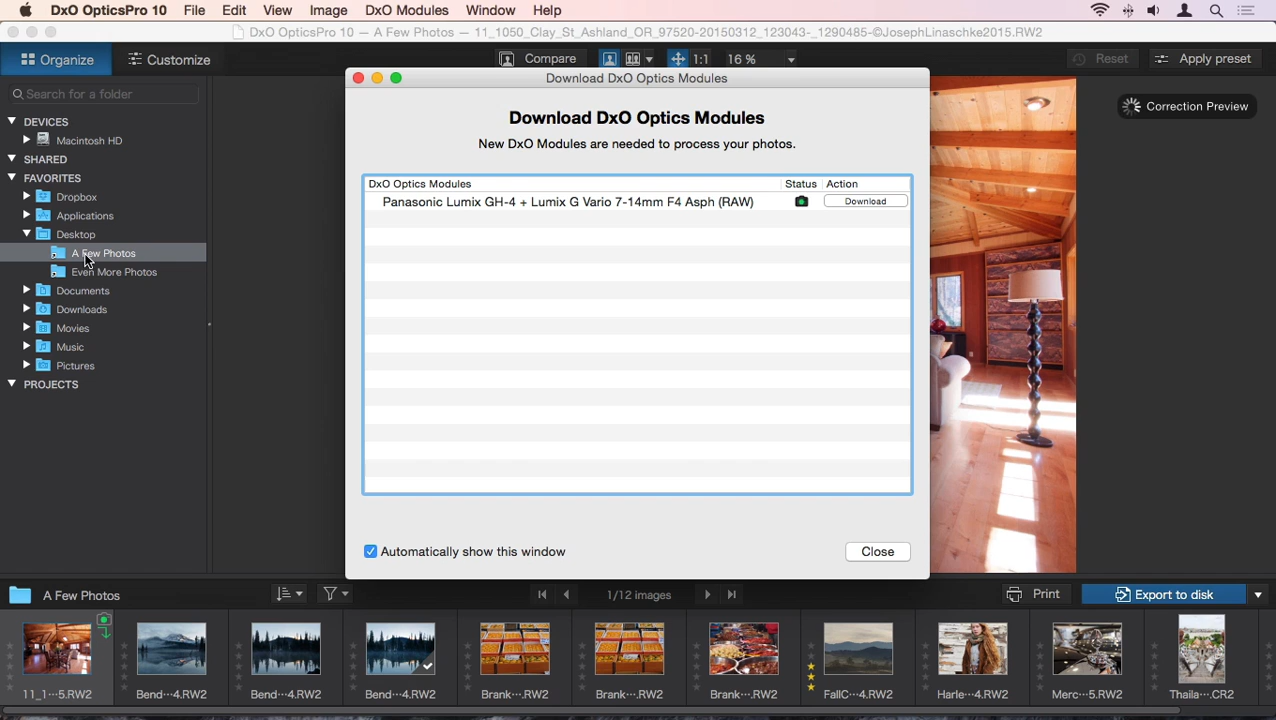 DxO OpticsPro 10 File Edit View Image DxO Modules Window Help
DxO OpticsPro 10 — A Few Photos — 11_1050_Clay_St_Ashland_OR_97520-20150312_123043-_1290485-©JosephLinaschke2015.RW2
Organize Customize Compare 1:1 16 % Reset Apply preset
Search for a folder
DEVICES
Macintosh HD
SHARED
FAVORITES
Dropbox
Applications
Desktop
A Few Photos
Even More Photos
Documents
Downloads
Movies
Music
Pictures
PROJECTS
Download DxO Optics Modules
Download DxO Optics Modules
New DxO Modules are needed to process your photos.
DxO Optics Modules Status Action
Panasonic Lumix GH-4 + Lumix G Vario 7-14mm F4 Asph (RAW) Download
Automatically show this window Close
Correction Preview
A Few Photos 1/12 images Print Export to disk
11_1···5.RW2 Bend···4.RW2 Bend···4.RW2 Bend···4.RW2 Brank···.RW2 Brank···.RW2 Brank···.RW2 FallC···4.RW2 Harle···4.RW2 Merc···5.RW2 Thaila···.CR2